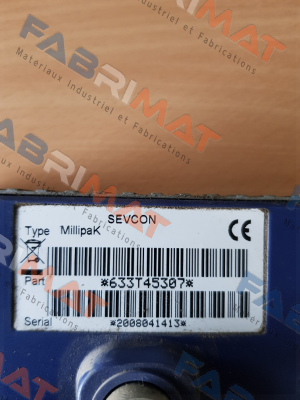 FABRIMAT
Materiaux Industriel et Fabrications
SEVCON
Type MillipaK
CE
Part *633T45307*
Serial *2008041413*